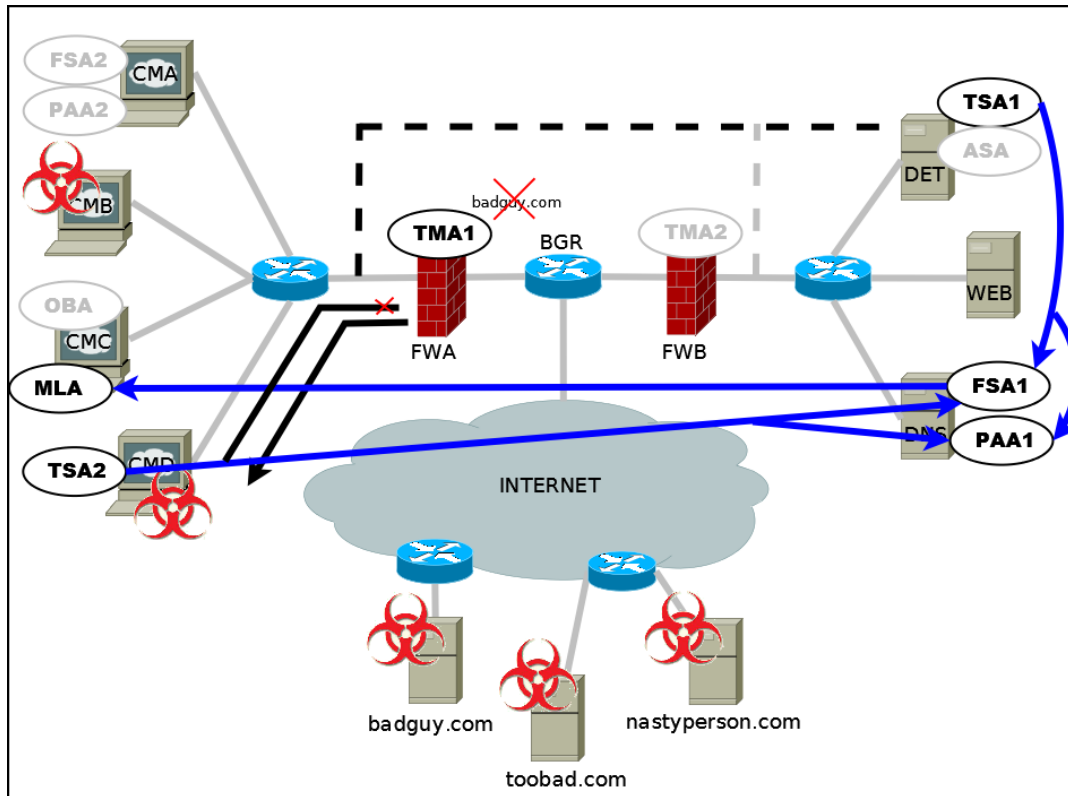 FSA2
CMA
PAA2
TSA1
ASA
DET
CMB
badguy.com
TMA1
BGR
TMA2
OBA
CMC
WEB
FWA
FWB
MLA
FSA1
DNS
PAA1
TSA2
CMD
INTERNET
badguy.com
nastyperson.com
toobad.com